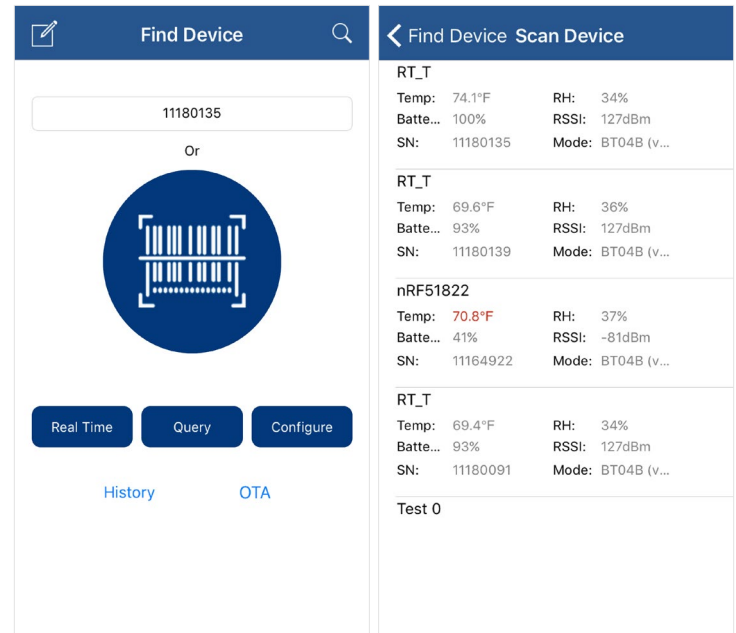 Find Device
11180135
Or
Real Time Query Configure
History OTA
Find Device Scan Device
RT_T
Temp: 74.1°F RH: 34%
Batte... 100% RSSI: 127dBm
SN: 11180135 Mode: BT04B (v...
RT_T
Temp: 69.6°F RH: 36%
Batte... 93% RSSI: 127dBm
SN: 11180139 Mode: BT04B (v...
nRF51822
Temp: 70.8°F RH: 37%
Batte... 41% RSSI: -81dBm
SN: 11164922 Mode: BT04B (v...
RT_T
Temp: 69.4°F RH: 34%
Batte... 93% RSSI: 127dBm
SN: 11180091 Mode: BT04B (v...
Test 0